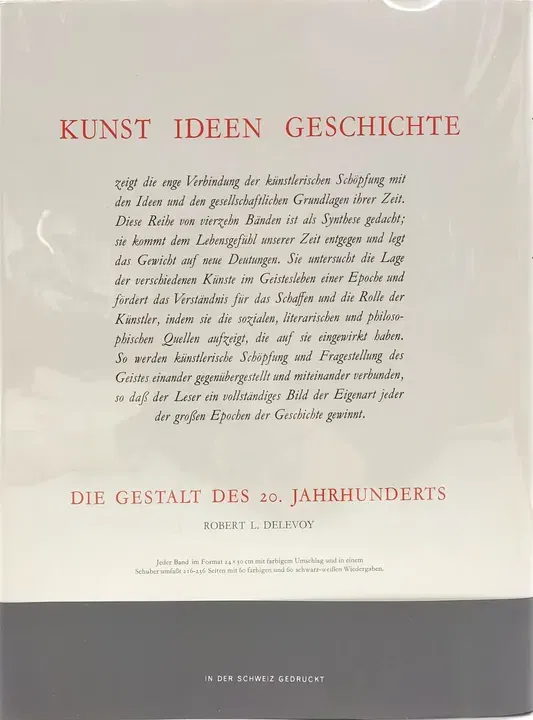 KUNST IDEEN GESCHICHTE
zeigt die enge Verbindung der künstlerischen Schöpfung mit
den Ideen und den gesellschaftlichen Grundlagen ihrer Zeit.
Diese Reihe von vierzehn Bänden ist als Synthese gedacht;
sie kommt dem Lebensgefühl unserer Zeit entgegen und legt
das Gewicht auf neue Deutungen. Sie untersucht die Lage
der verschiedenen Künste im Geistesleben einer Epoche und
fördert das Verständnis für das Schaffen und die Rolle der
Künstler, indem sie die sozialen, literarischen und philoso-
phischen Quellen aufzeigt, die auf sie eingewirkt haben.
So werden künstlerische Schöpfung und Fragestellung des
Geistes einander gegenübergestellt und miteinander verbunden,
so daß der Leser ein vollständiges Bild der Eigenart jeder
der großen Epochen der Geschichte gewinnt.
DIE GESTALT DES 20. JAHRHUNDERTS
ROBERT L. DELEVOY
Jeder Band im Format 24×30 cm mit farbigem Umschlag und in einem
Schuber umfaßt 216-256 Seiten mit 60 farbigen und 60 schwarz-weißen Wiedergaben.
IN DER SCHWEIZ GEDRUCKT